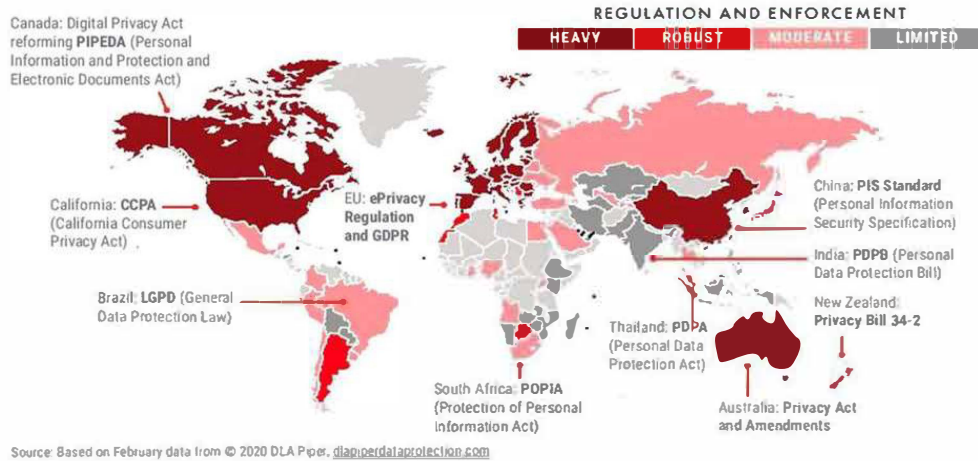 REGULATION AND ENFORCEMENT
HEAVY
ROBUST
MODERATE
LIMITED
Canada: Digital Privacy Act
reforming PIPEDA (Personal
Information and Protection and
Electronic Documents Act)
California: CCPA
(California Consumer
Privacy Act)
EU: ePrivacy
Regulation
and GDPR
China: PIS Standard
(Personal Information
Security Specification)
India: PDPB (Personal
Data Protection Bill)
Brazil: LGPD (General
Data Protection Law)
Thailand: PDPA
(Personal Data
Protection Act)
New Zealand:
Privacy Bill 34-2
South Africa: POPIA
(Protection of Personal
Information Act)
Australia: Privacy Act
and Amendments
Source: Based on February data from © 2020 DLA Piper, dlapiperdataprotection.com